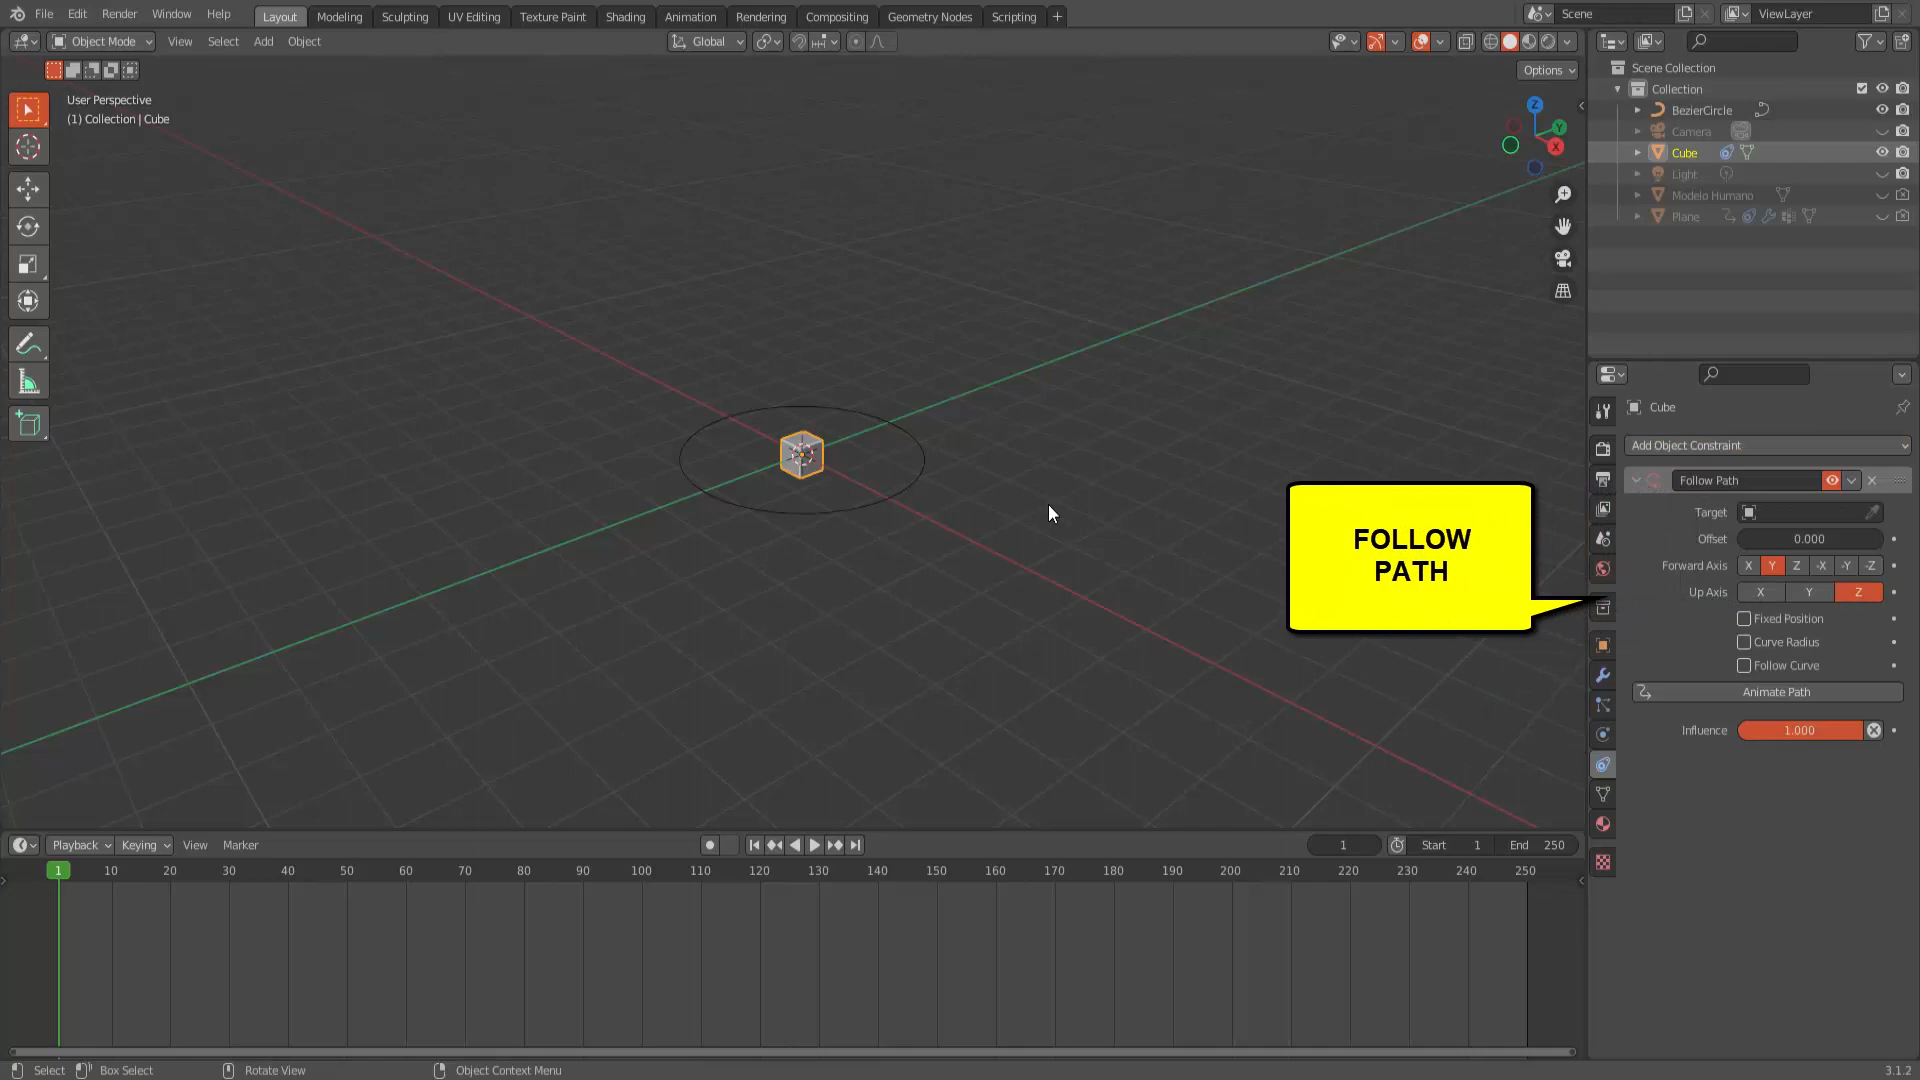 File Edit Render Window Help Layout Modeling Sculpting UV Editing Texture Paint Shading Animation Rendering Compositing Geometry Nodes Scripting + Scene ViewLayer
Object Mode View Select Add Object Global
Options
User Perspective
(1) Collection | Cube
Z
Y
X
Scene Collection
Collection
BezierCircle
Camera
Cube
Light
Modelo Humano
Plane
Cube
Add Object Constraint
Follow Path
Target
Offset 0.000
Forward Axis X Y Z -X -Y -Z
Up Axis X Y Z
Fixed Position
Curve Radius
Follow Curve
Animate Path
Influence 1.000
FOLLOW
PATH
Playback Keying View Marker 1 Start 1 End 250
1 10 20 30 40 50 60 70 80 90 100 110 120 130 140 150 160 170 180 190 200 210 220 230 240 250
Select Box Select Rotate View Object Context Menu 3.1.2